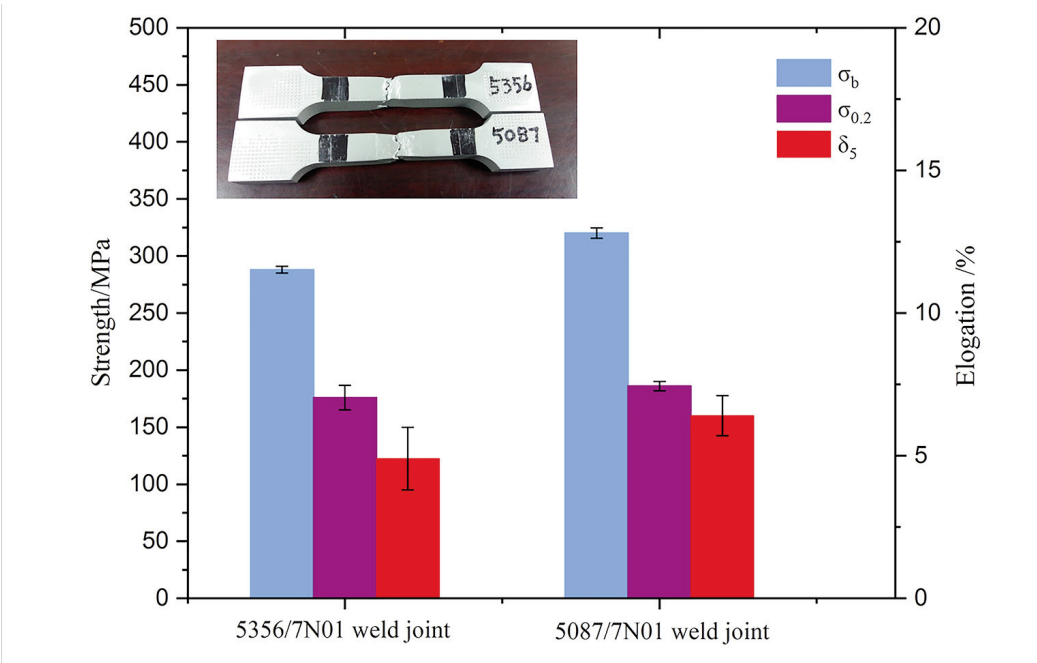 500
450
400
350
300
250
200
150
100
50
0
Strength/MPa
5356
5087
σb
σ0.2
δ5
20
15
10
5
0
Elogation /%
5356/7N01 weld joint
5087/7N01 weld joint